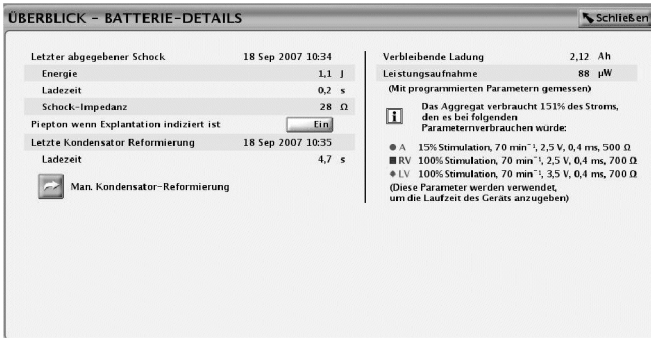 ÜBERBLICK - BATTERIE-DETAILS
Schließen
Letzter abgegebener Schock 18 Sep 2007 10:34
Energie 1,1 J
Ladezeit 0,2 s
Schock-Impedanz 28 Ω
Piepton wenn Explantation indiziert ist Ein
Letzte Kondensator Reformierung 18 Sep 2007 10:35
Ladezeit 4,7 s
Man. Kondensator-Reformierung
Verbleibende Ladung 2,12 Ah
Leistungsaufnahme 88 µW
(Mit programmierten Parametern gemessen)
Das Aggregat verbraucht 151% des Stroms,
den es bei folgenden
Parameternverbrauchen würde:
A 15% Stimulation, 70 min⁻¹, 2,5 V, 0,4 ms, 500 Ω
RV 100% Stimulation, 70 min⁻¹, 2,5 V, 0,4 ms, 700 Ω
LV 100% Stimulation, 70 min⁻¹, 3,5 V, 0,4 ms, 700 Ω
(Diese Parameter werden verwendet,
um die Laufzeit des Geräts anzugeben)